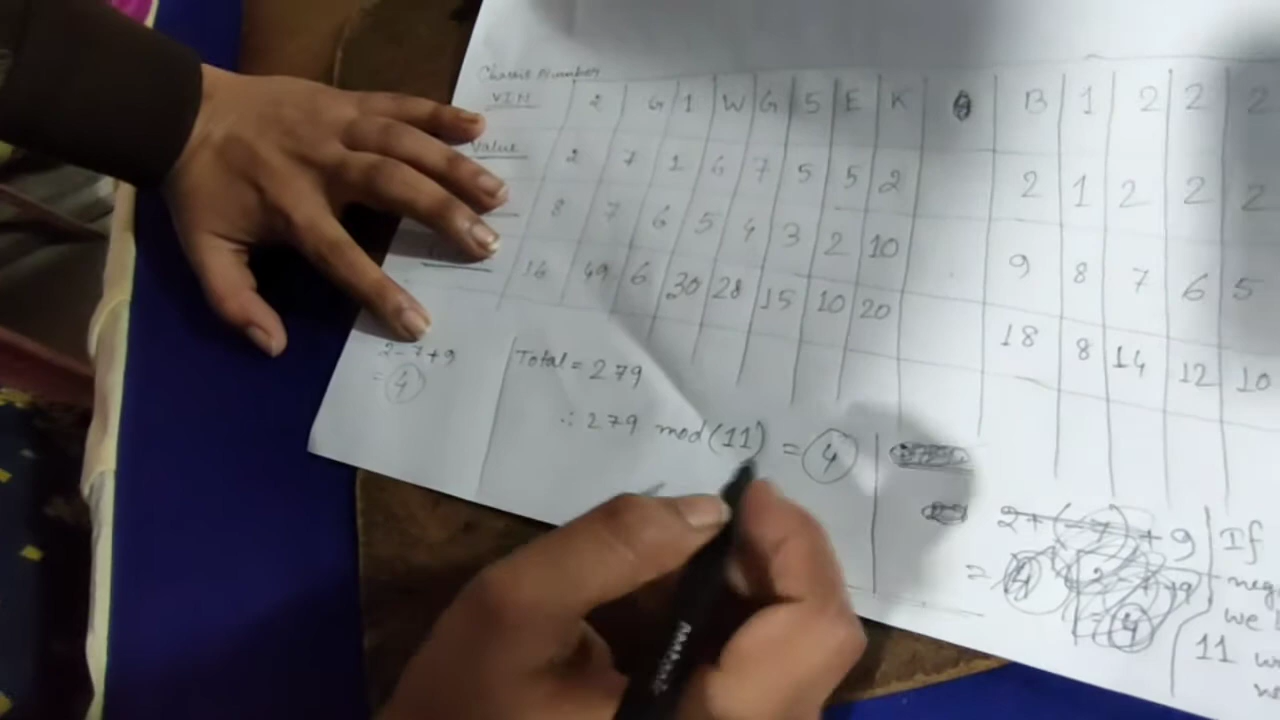 Chassis Number
VIN 2 G 1 W G 5 E K B 1 2 2 2
Value 2 7 1 6 7 5 5 2 2 1 2 2 2
8 7 6 5 4 3 2 10 9 8 7 6 5
16 49 6 30 28 15 10 20 18 8 14 12 10
2-7+9
= 4
Total = 279
∴ 279 mod (11) = 4
2+(-7)+9
= 4
If
neg
we
11